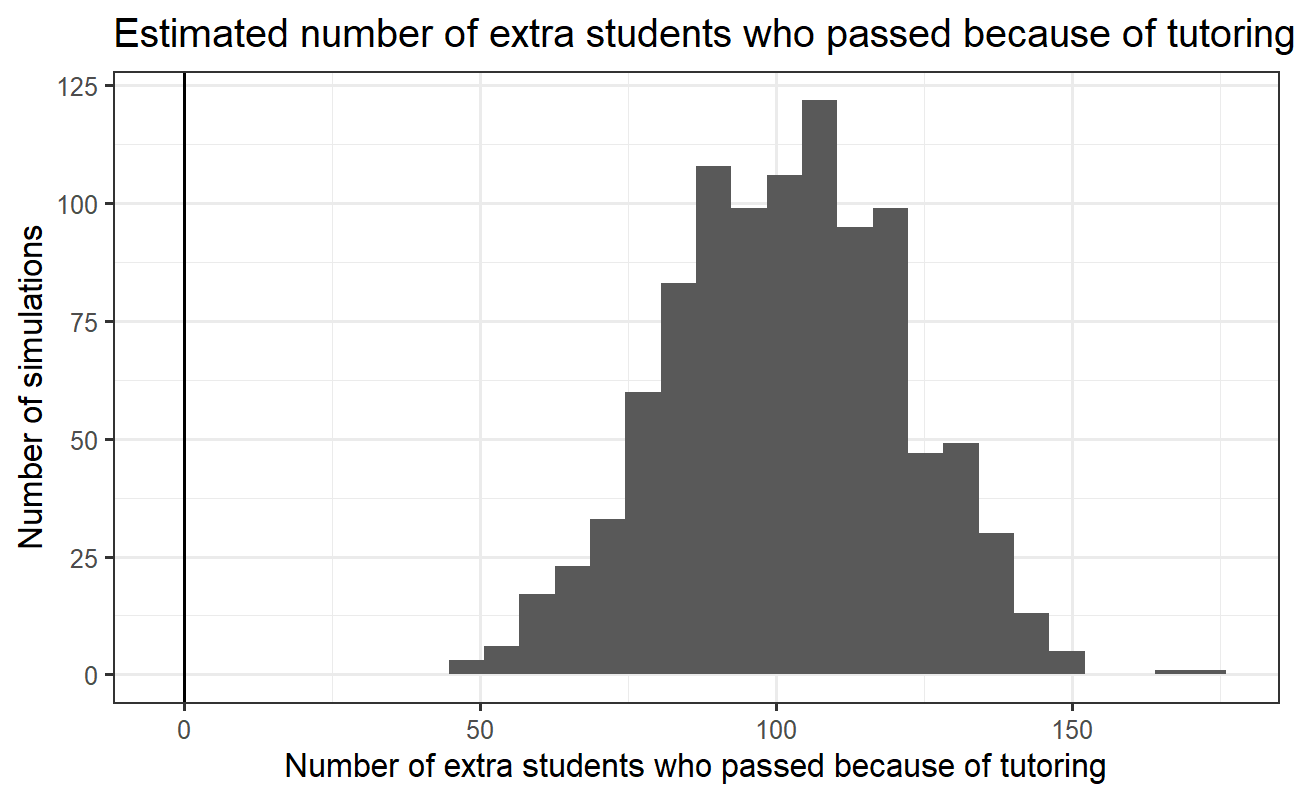 Estimated number of extra students who passed because of tutoring
125
100
75
50
25
0
Number of simulations
0 50 100 150
Number of extra students who passed because of tutoring